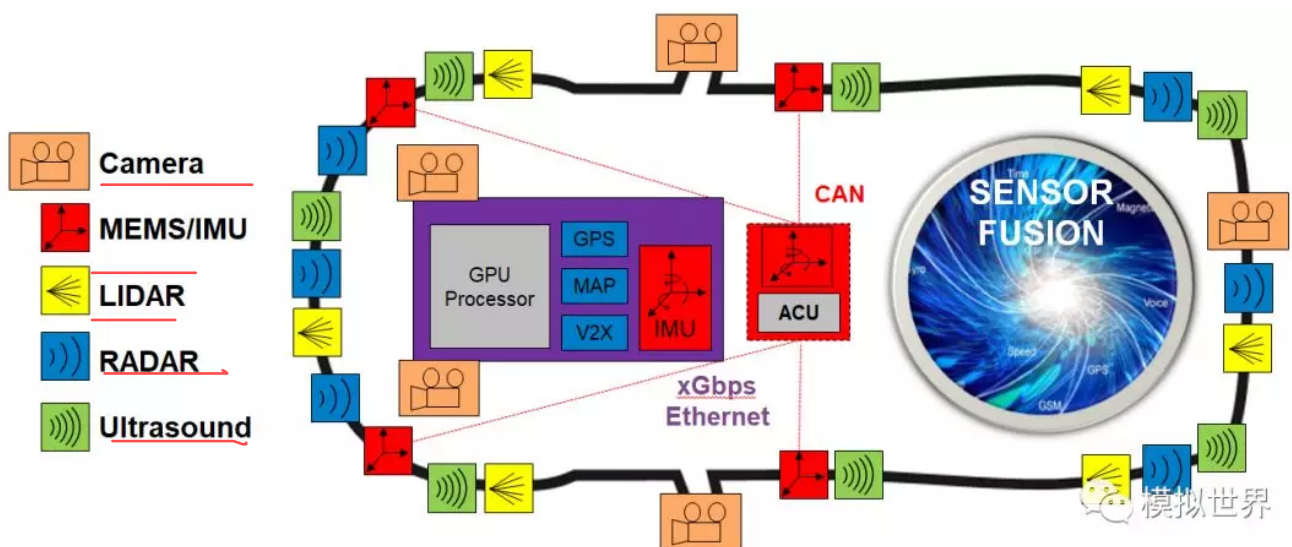 Camera
MEMS/IMU
LIDAR
RADAR
Ultrasound
GPU
Processor
GPS
MAP
V2X
IMU
CAN
ACU
xGbps
Ethernet
Time
SENSOR
FUSION
Magnet
yro
Voice
Speed
GPS
GSM
模拟世界